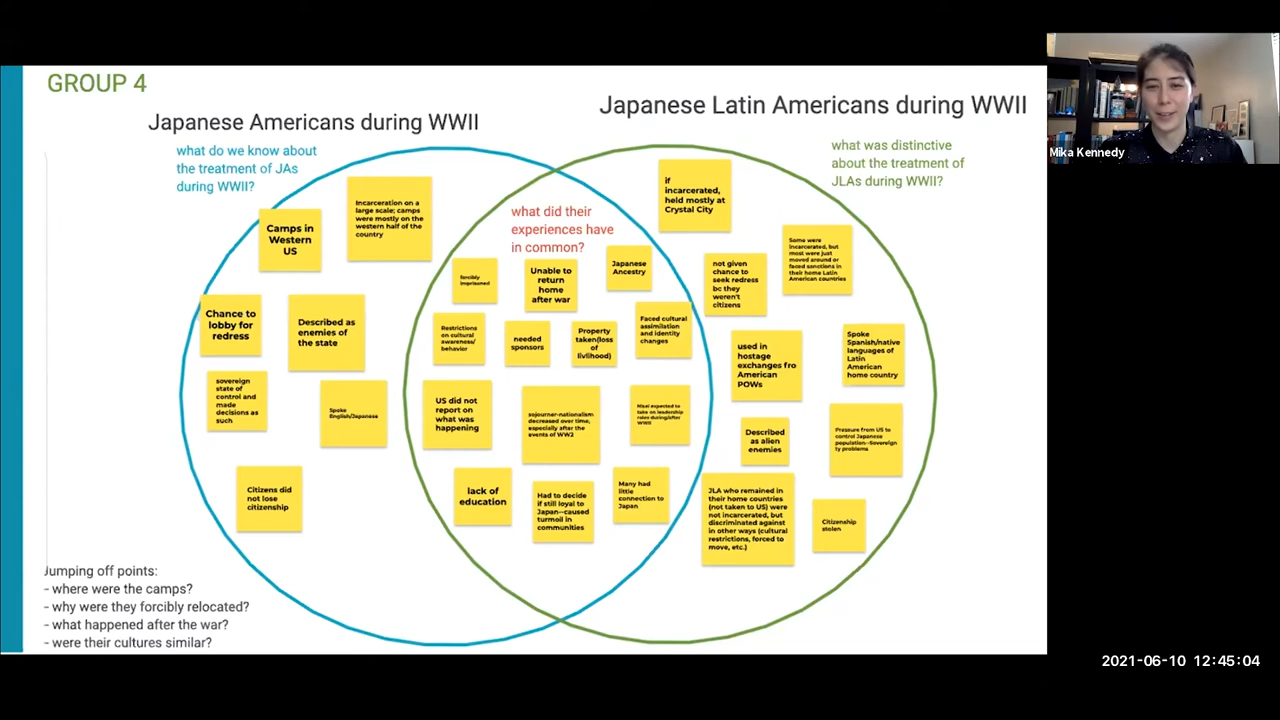 GROUP 4
Japanese Americans during WWII
Japanese Latin Americans during WWII
what do we know about
the treatment of JAs
during WWII?
what was distinctive
about the treatment of
JLAs during WWII?
what did their
experiences have
in common?
Camps in
Western
US
Incarceration on a
large scale; camps
were mostly on the
western half of the
country
Chance to
lobby for
redress
Described as
enemies of
the state
sovereign
state of
control and
made
decisions as
such
Spoke
English/Japanese
Citizens did
not lose
citizenship
forcibly
imprisoned
Unable to
return
home
after war
Japanese
Ancestry
Restrictions
on cultural
awareness/
behavior
needed
sponsors
Property
taken(loss
of
livlihood)
Faced cultural
assimilation
and identity
changes
US did not
report on
what was
happening
sojourner-nationalism
decreased over time,
especially after the
events of WW2
Nisei expected to
take on leadership
roles during/after
WWII
lack of
education
Had to decide
if still loyal to
Japan--caused
turmoil in
communities
Many had
little
connection to
Japan
if
incarcerated,
held mostly at
Crystal City
not given
chance to
seek redress
bc they
weren't
citizens
Some were
incarcerated, but
most were just
moved around or
faced sanctions in
their home Latin
American countries
used in
hostage
exchanges fro
American
POWs
Spoke
Spanish/native
languages of
Latin
American
home country
Described
as alien
enemies
Pressure from US to
control Japanese
population--Sovereign
ty problems
JLA who remained in
their home countries
(not taken to US) were
not incarcerated, but
discriminated against
in other ways (cultural
restrictions, forced to
move, etc.)
Citizenship
stolen
Jumping off points:
- where were the camps?
- why were they forcibly relocated?
- what happened after the war?
- were their cultures similar?
Mika Kennedy
2021-06-10 12:45:04